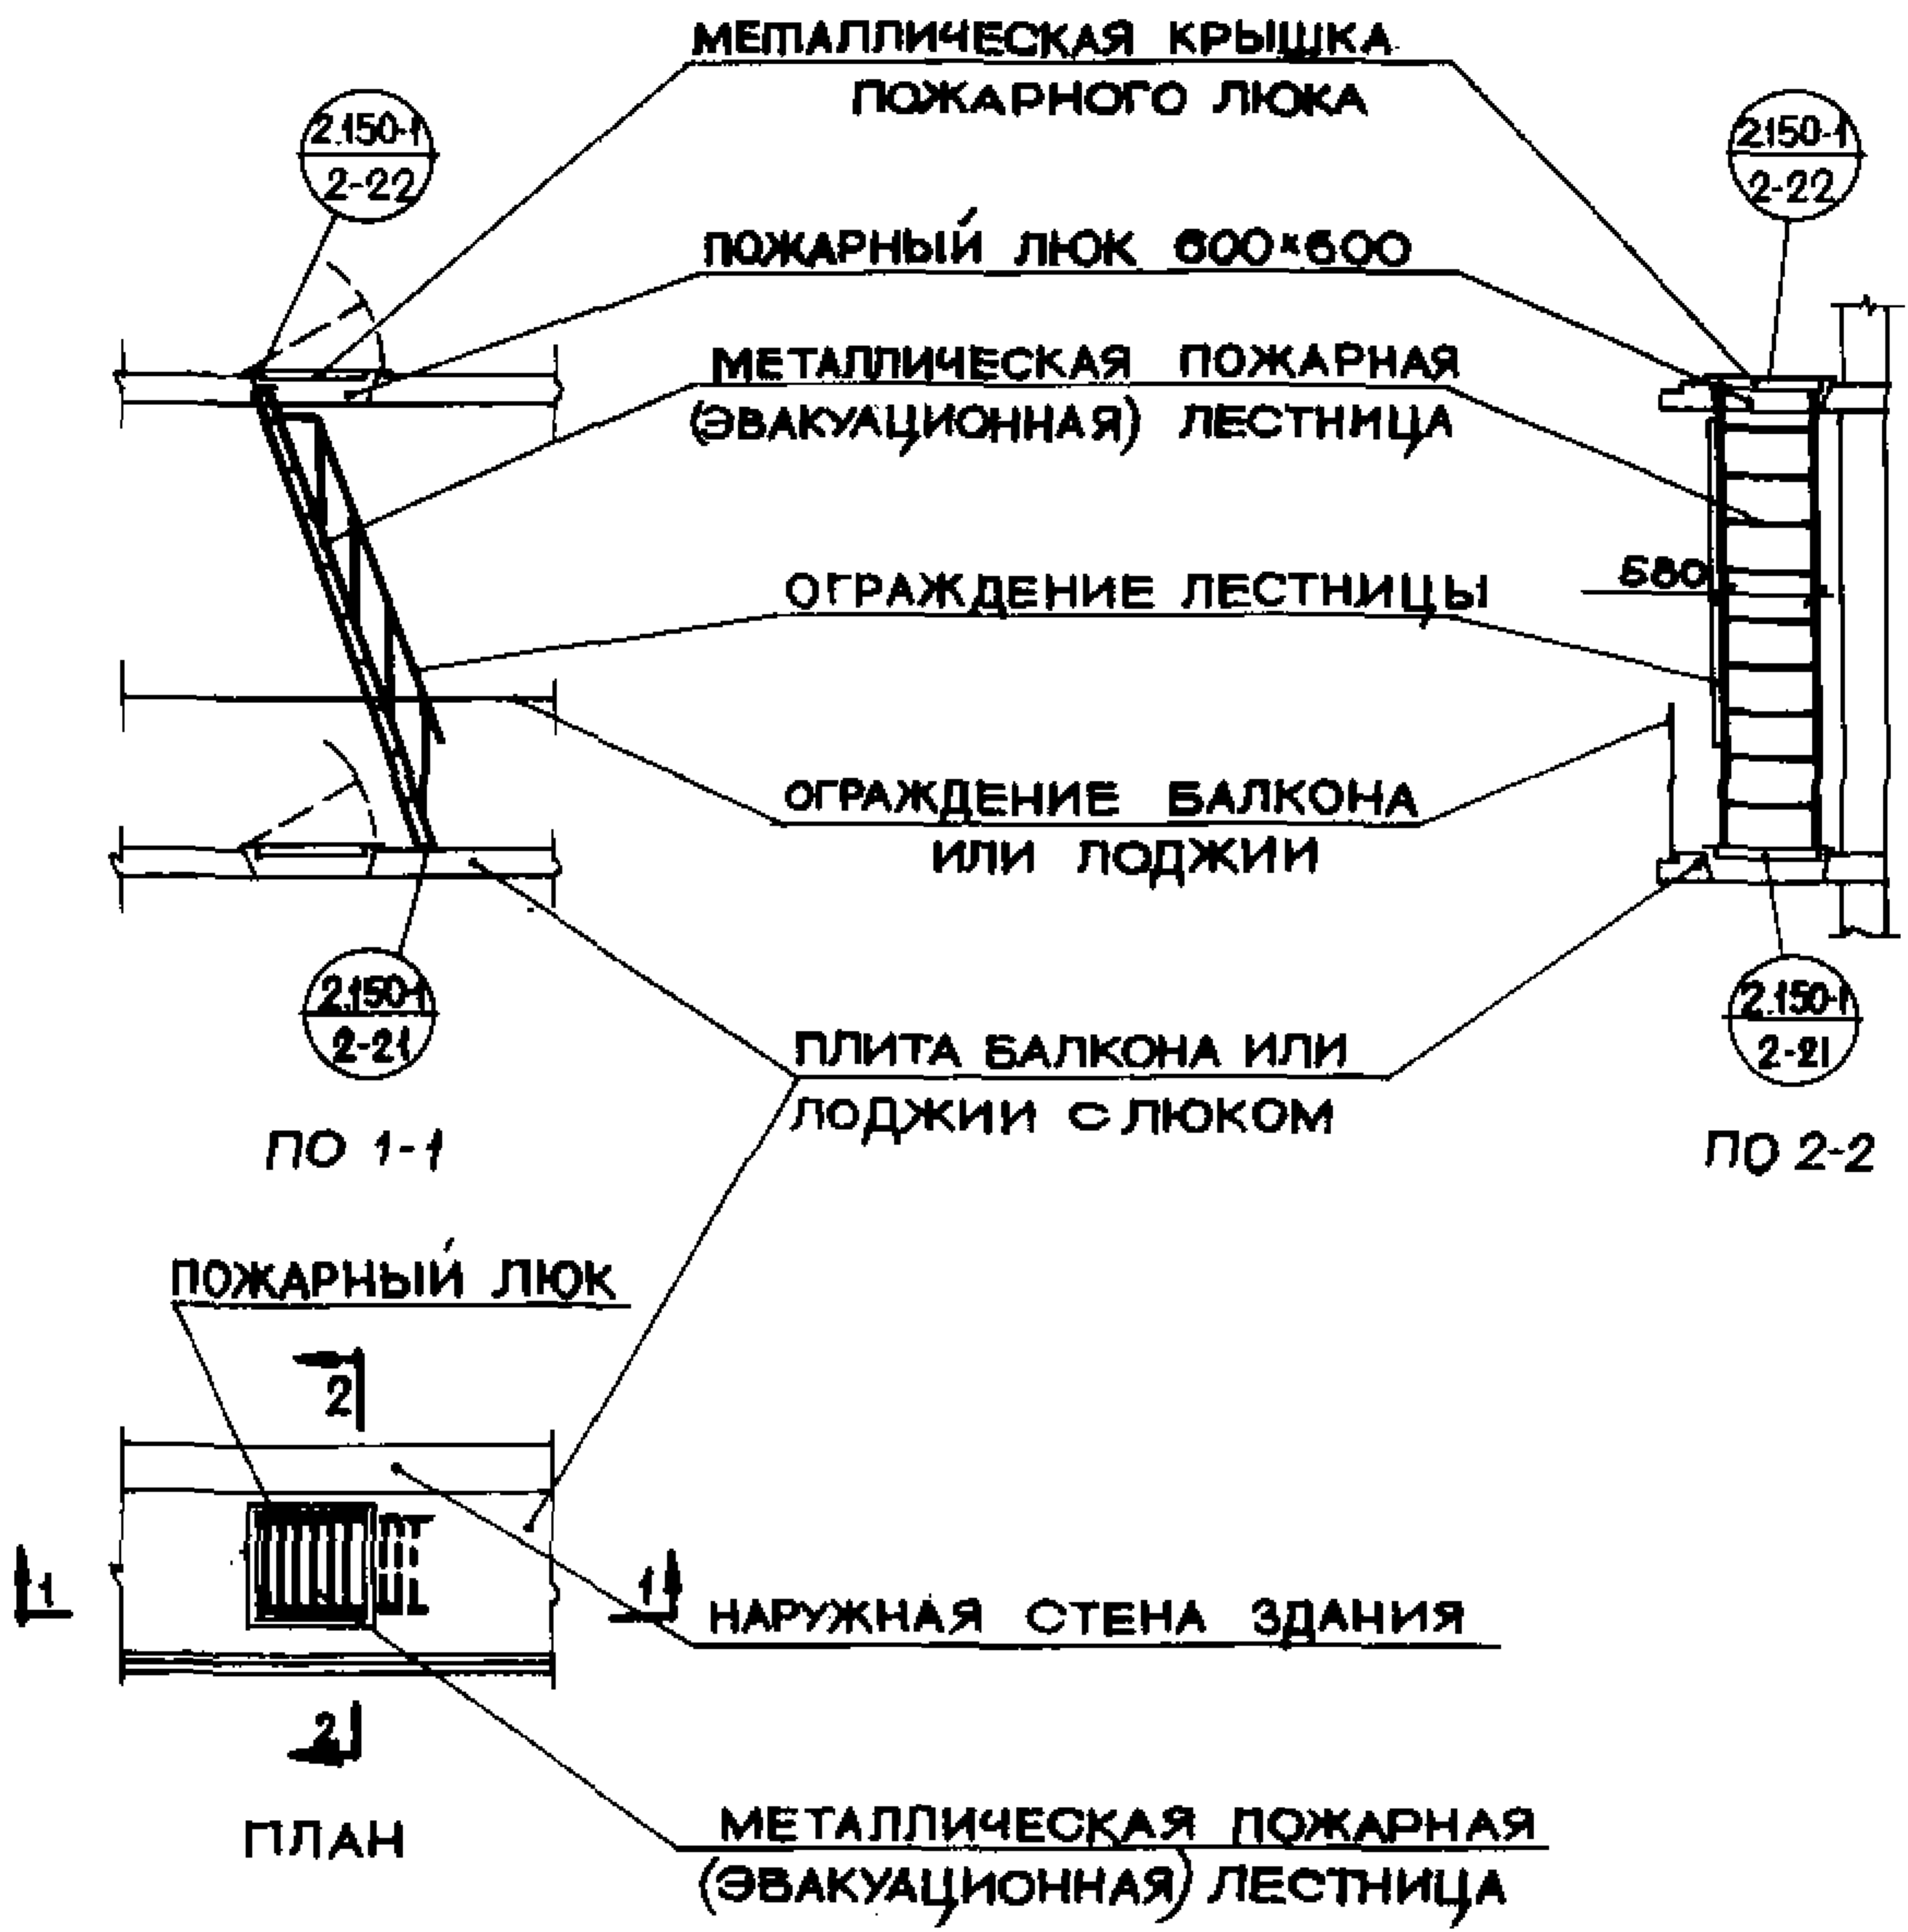 МЕТАЛЛИЧЕСКАЯ КРЫШКА
ПОЖАРНОГО ЛЮКА
2.150-1
2-22
2.150-1
2-22
ПОЖАРНЫЙ ЛЮК 600×600
МЕТАЛЛИЧЕСКАЯ ПОЖАРНАЯ
(ЭВАКУАЦИОННАЯ) ЛЕСТНИЦА
ОГРАЖДЕНИЕ ЛЕСТНИЦЫ
ОГРАЖДЕНИЕ БАЛКОНА
ИЛИ ЛОДЖИИ
2.150-1
2-21
2.150-1
2-21
ПЛИТА БАЛКОНА ИЛИ
ЛОДЖИИ С ЛЮКОМ
ПО 1-1
ПО 2-2
ПОЖАРНЫЙ ЛЮК
2
1
1
НАРУЖНАЯ СТЕНА ЗДАНИЯ
2
ПЛАН
МЕТАЛЛИЧЕСКАЯ ПОЖАРНАЯ
(ЭВАКУАЦИОННАЯ) ЛЕСТНИЦА